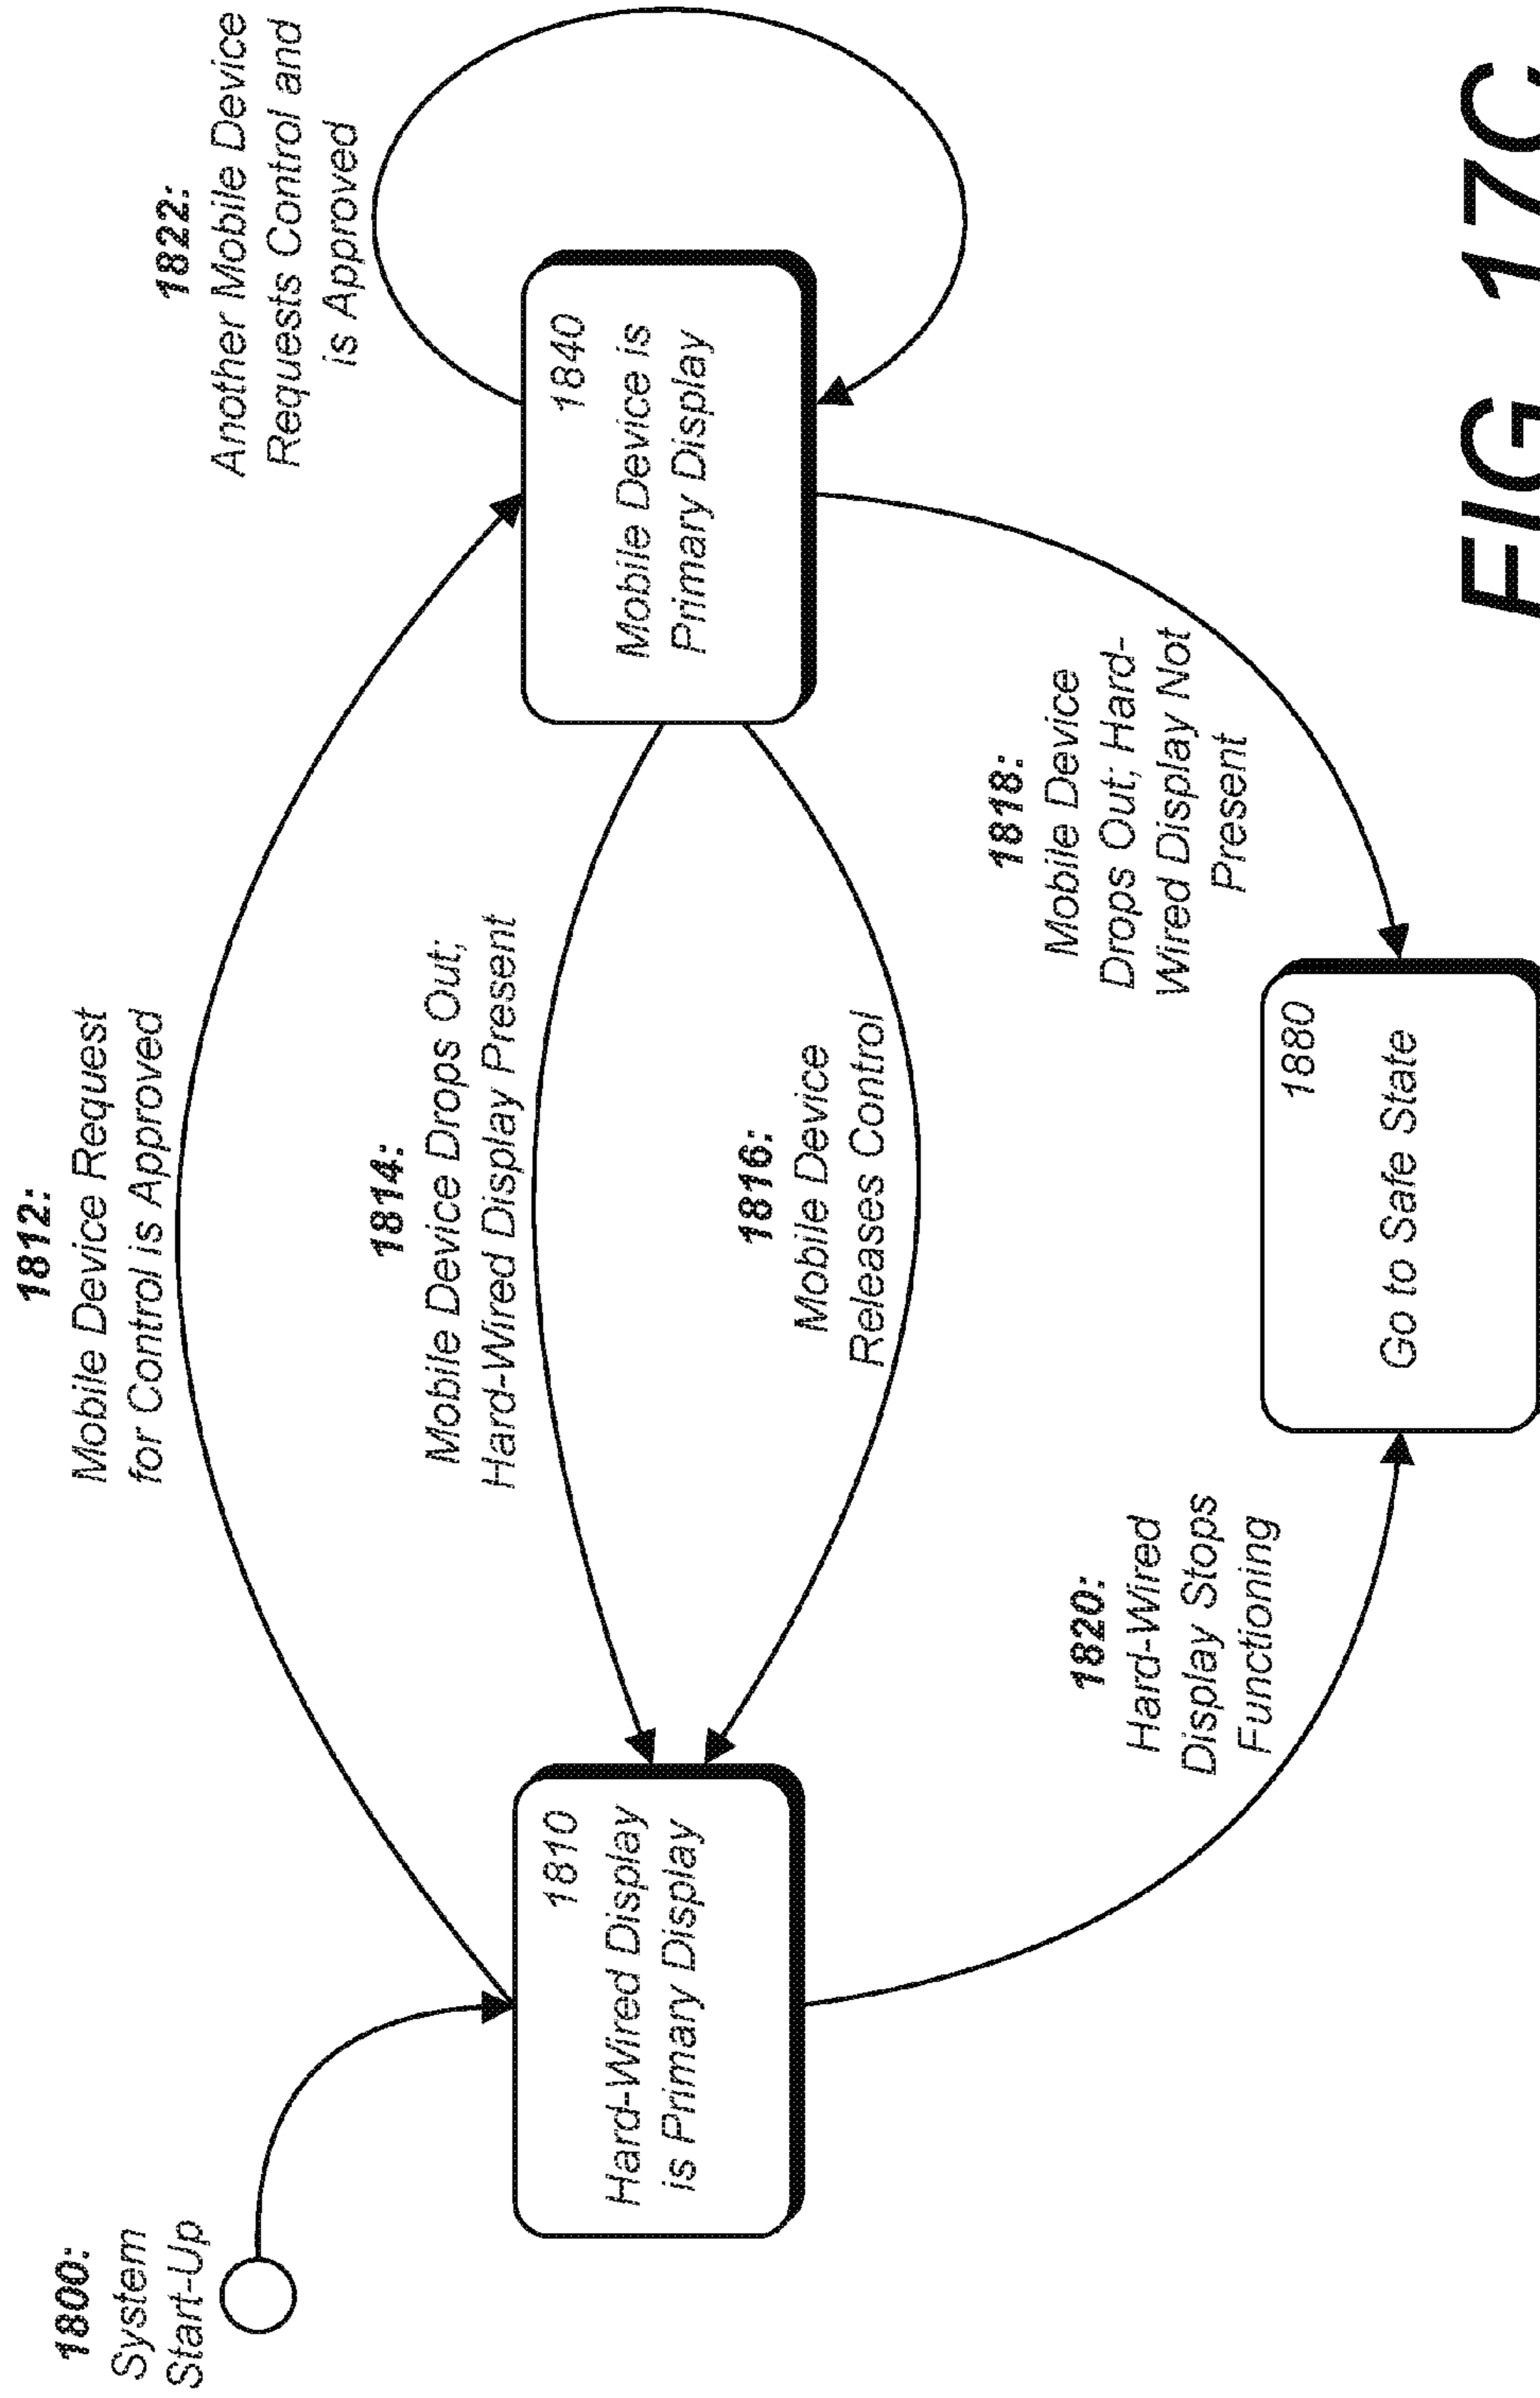 1800:
System
Start-Up
1812:
Mobile Device Request
for Control is Approved
1822:
Another Mobile Device
Requests Control and
is Approved
1814:
Mobile Device Drops Out;
Hard-Wired Display Present
1810
Hard-Wired Display
is Primary Display
1840
Mobile Device is
Primary Display
1816:
Mobile Device
Releases Control
1820:
Hard-Wired
Display Stops
Functioning
1818:
Mobile Device
Drops Out; Hard-
Wired Display Not
Present
1880
Go to Safe State
FIG. 17C